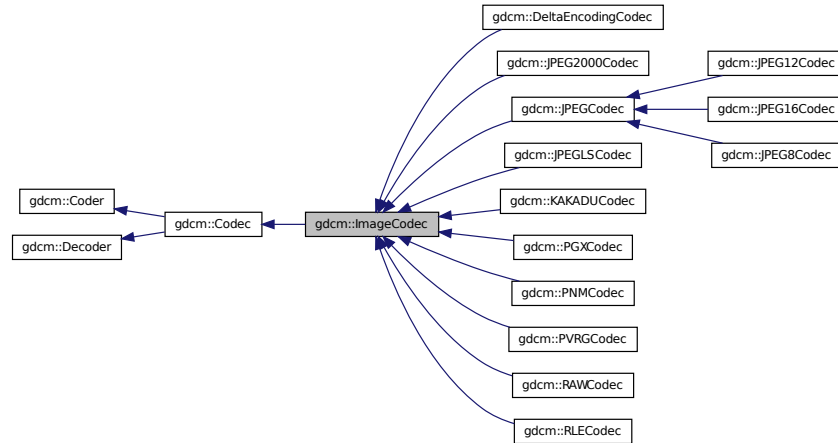 gdcm::DeltaEncodingCodec
gdcm::JPEG2000Codec
gdcm::JPEG12Codec
gdcm::JPEGCodec
gdcm::JPEG16Codec
gdcm::JPEG8Codec
gdcm::JPEGLSCodec
gdcm::Coder
gdcm::KAKADUCodec
gdcm::Codec
gdcm::ImageCodec
gdcm::Decoder
gdcm::PGXCodec
gdcm::PNMCodec
gdcm::PVRGCodec
gdcm::RAWCodec
gdcm::RLECodec